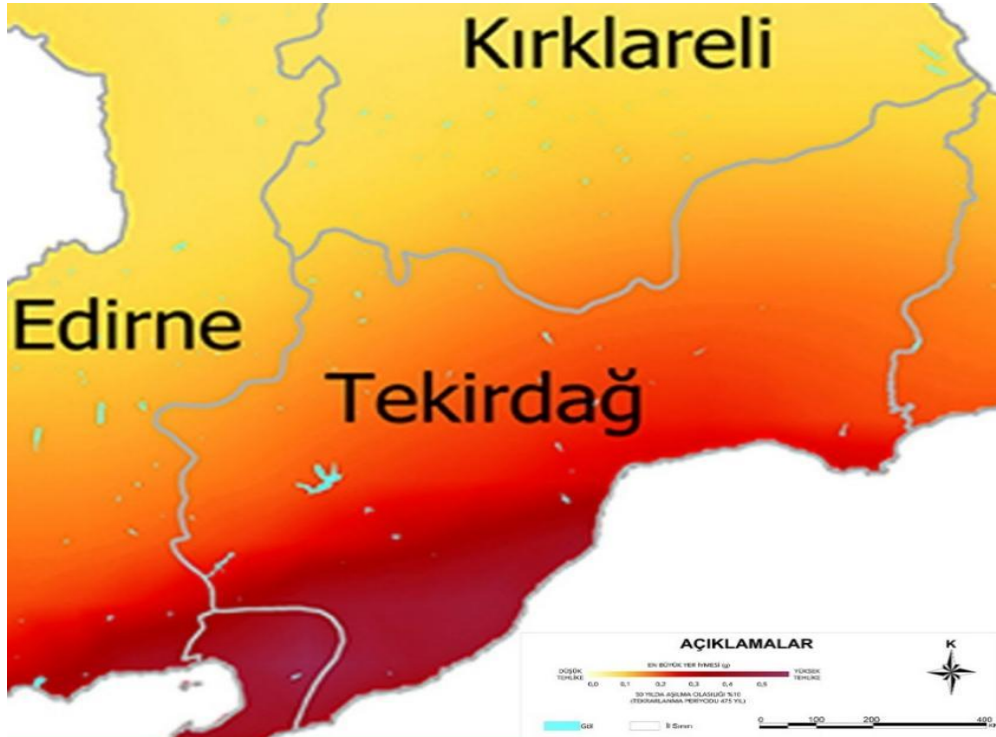 Kırklareli
Edirne
Tekirdağ
AÇIKLAMALAR
K
EN BÜYÜK YER İVMESİ (g)
DÜŞÜK
TEHLİKE
YÜKSEK
TEHLİKE
0,0 0,1 0,2 0,3 0,4 0,5
50 YILDA AŞILMA OLASILIĞI %10
(TEKRARLANMA PERİYODU 475 YIL)
Göl
İl Sınırı
0 100 200 400